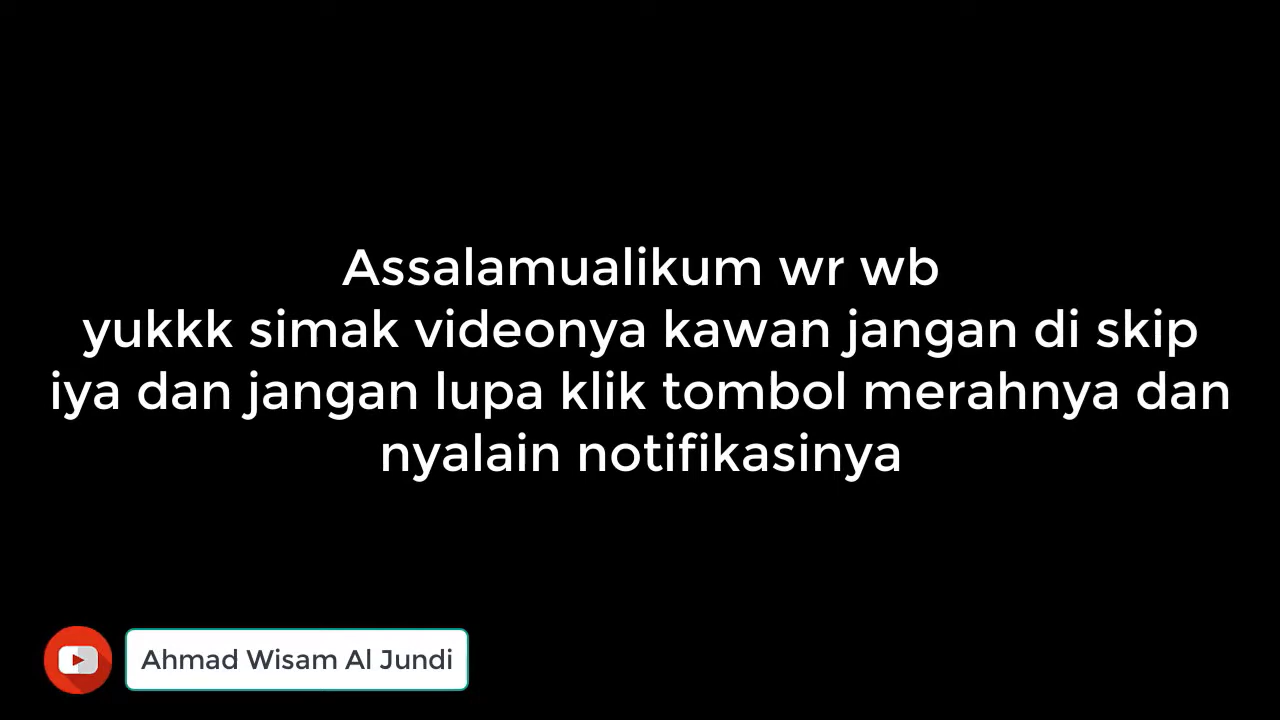 Assalamualikum wr wb
yukkk simak videonya kawan jangan di skip
iya dan jangan lupa klik tombol merahnya dan
nyalain notifikasinya
Ahmad Wisam Al Jundi